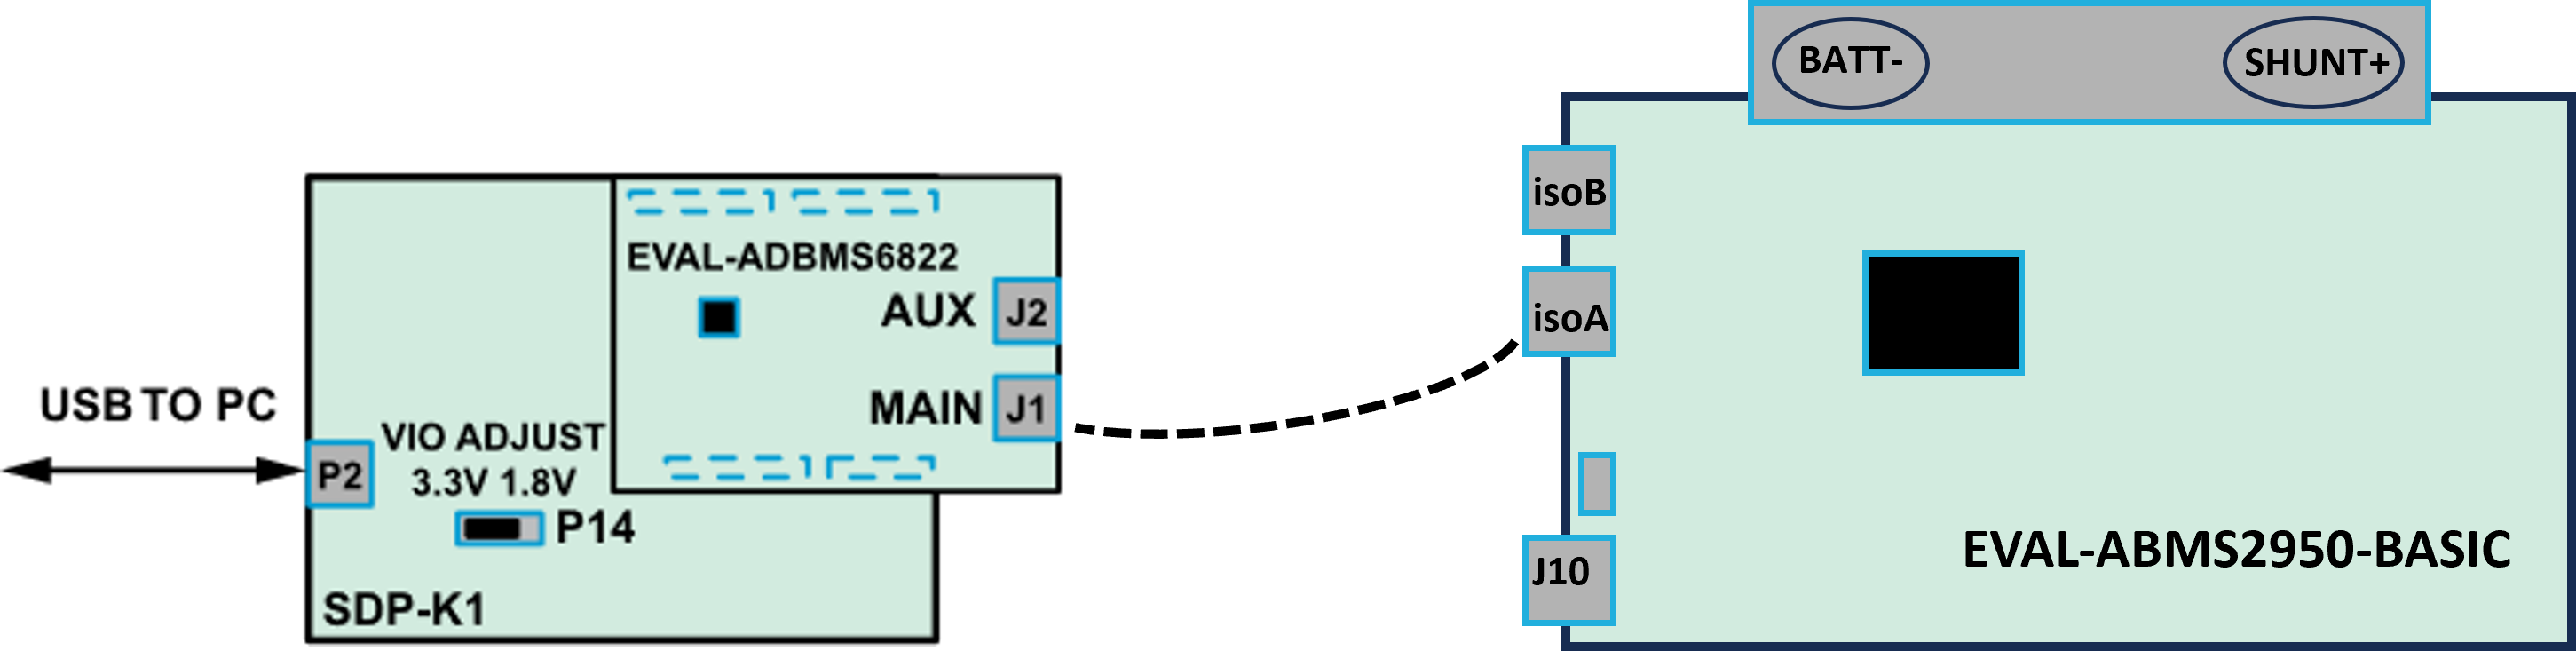 BATT-
SHUNT+
isoB
EVAL-ADBMS6822
AUX
J2
isoA
USB TO PC
MAIN
J1
VIO ADJUST
3.3V 1.8V
P2
P14
EVAL-ABMS2950-BASIC
J10
SDP-K1